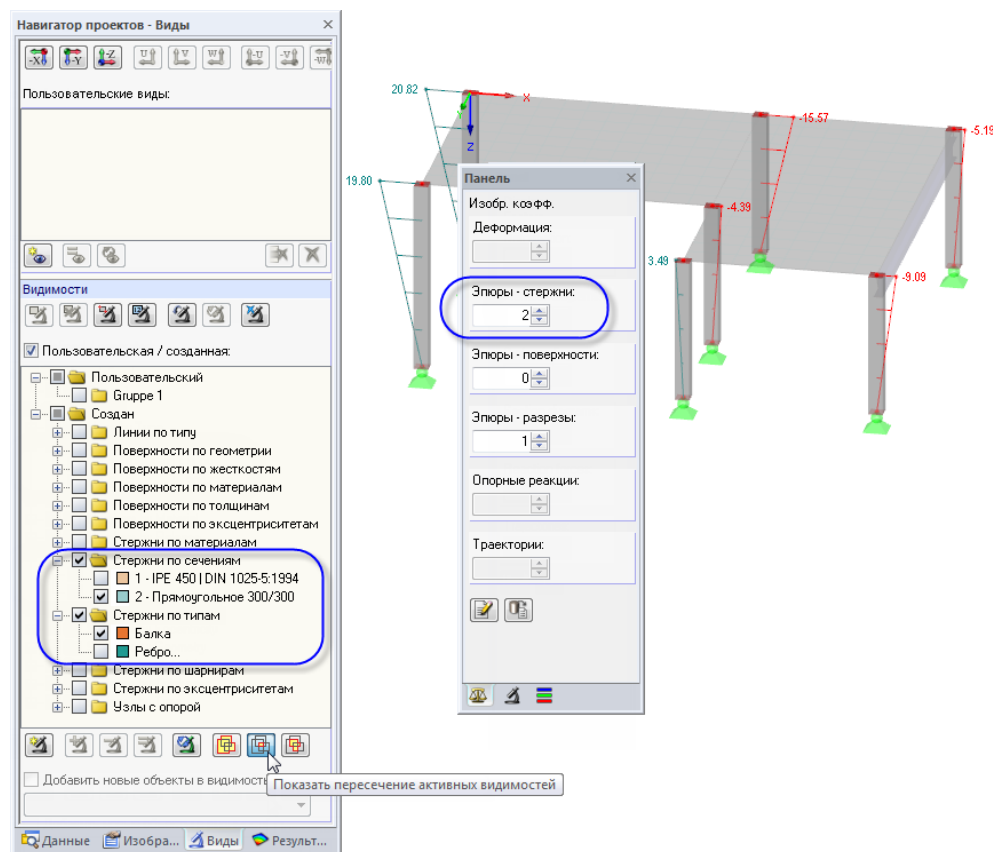 Навигатор проектов - Виды
-X -Y -Z U V W -U -V -W
Пользовательские виды:
Видимости
Пользовательская / созданная:
Пользовательский
Gruppe 1
Создан
Линии по типу
Поверхности по геометрии
Поверхности по жесткостям
Поверхности по материалам
Поверхности по толщинам
Поверхности по эксцентриситетам
Стержни по материалам
Стержни по сечениям
1 - IPE 450 | DIN 1025-5:1994
2 - Прямоугольное 300/300
Стержни по типам
Балка
Ребро...
Стержни по шарнирам
Стержни по эксцентриситетам
Узлы с опорой
Добавить новые объекты в видимость
Показать пересечение активных видимостей
Данные
Изобра...
Виды
Результ...
Панель
Изобр. коэфф.
Деформация:
Эпюры - стержни:
2
Эпюры - поверхности:
0
Эпюры - разрезы:
1
Опорные реакции:
Траектории:
20.82
X
Y
Z
-15.57
-5.19
19.80
-4.39
3.49
-9.09